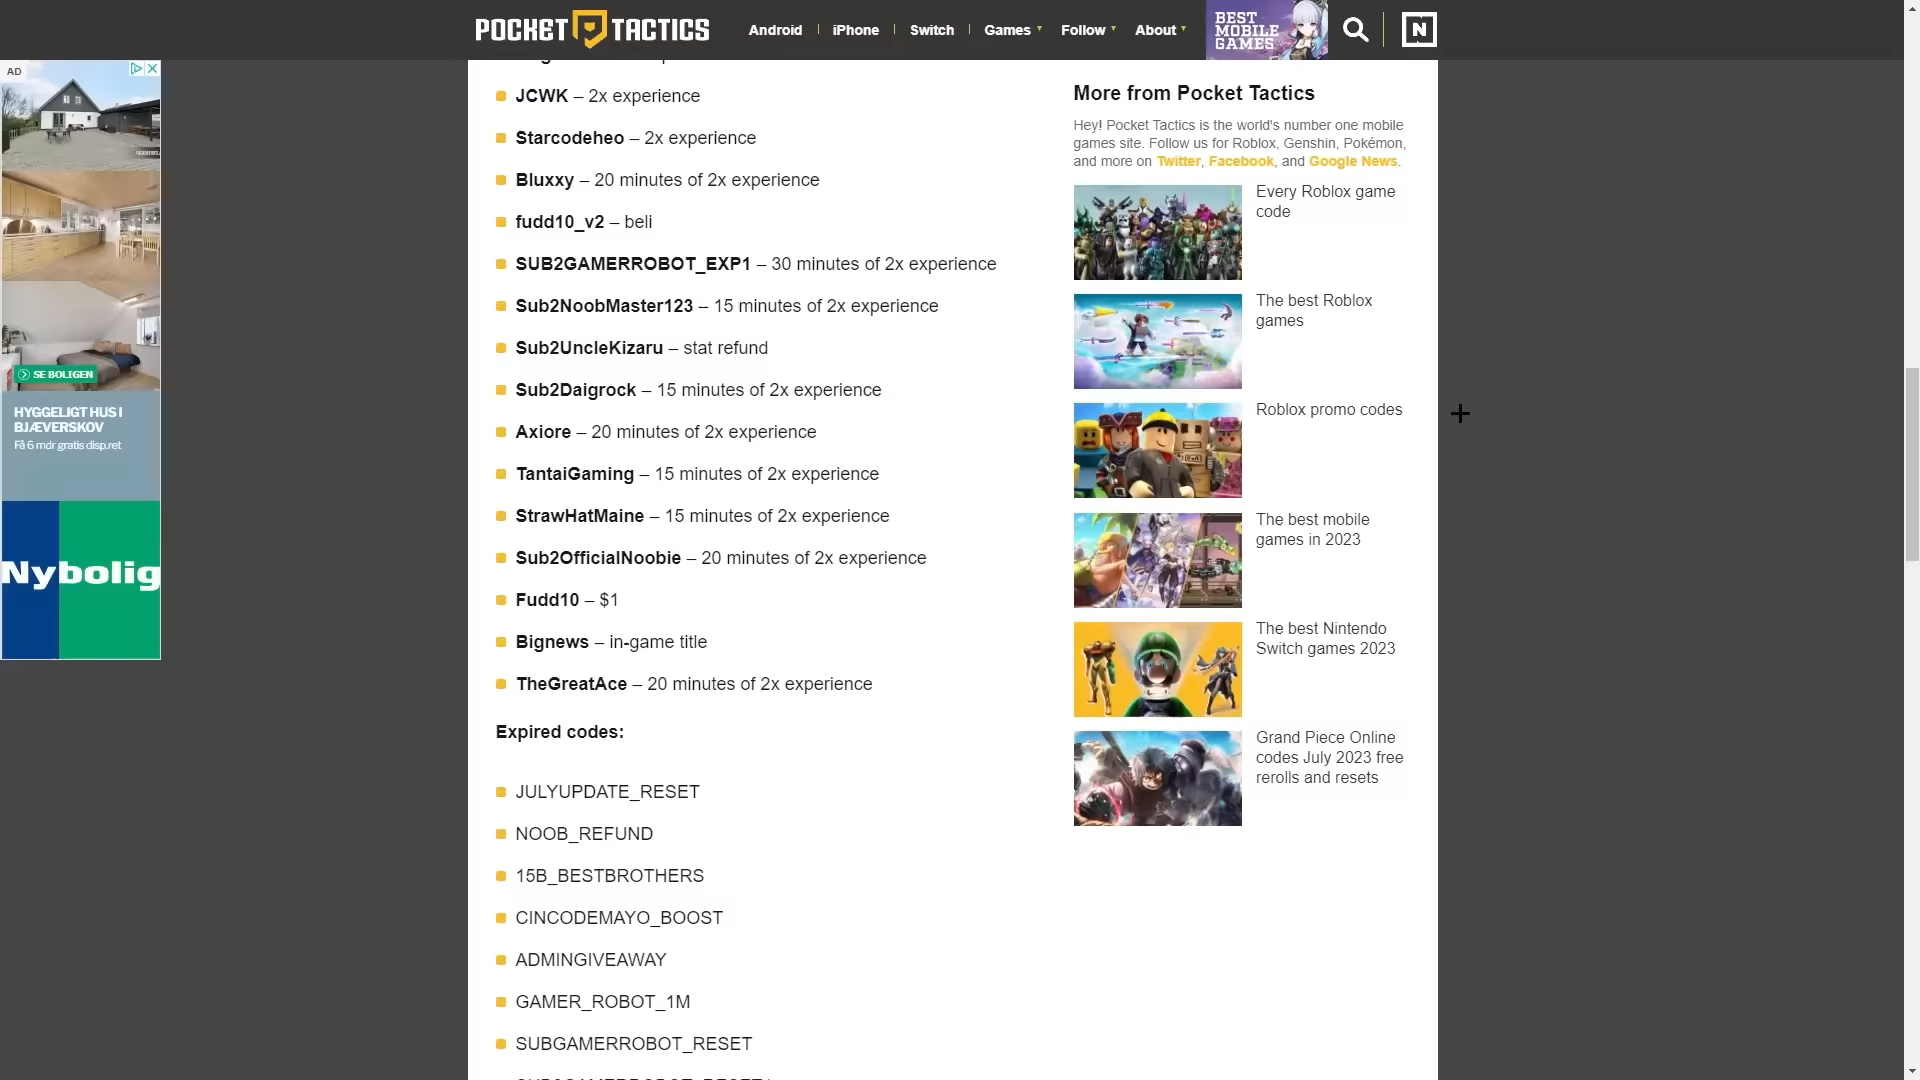 POCKET TACTICS
Android
iPhone
Switch
Games
Follow
About
BEST
MOBILE
GAMES
N
AD
JCWK – 2x experience
Starcodeheo – 2x experience
Bluxxy – 20 minutes of 2x experience
fudd10_v2 – beli
SUB2GAMERROBOT_EXP1 – 30 minutes of 2x experience
Sub2NoobMaster123 – 15 minutes of 2x experience
Sub2UncleKizaru – stat refund
Sub2Daigrock – 15 minutes of 2x experience
Axiore – 20 minutes of 2x experience
TantaiGaming – 15 minutes of 2x experience
StrawHatMaine – 15 minutes of 2x experience
Sub2OfficialNoobie – 20 minutes of 2x experience
Fudd10 – $1
Bignews – in-game title
TheGreatAce – 20 minutes of 2x experience
Expired codes:
JULYUPDATE_RESET
NOOB_REFUND
15B_BESTBROTHERS
CINCODEMAYO_BOOST
ADMINGIVEAWAY
GAMER_ROBOT_1M
SUBGAMERROBOT_RESET
More from Pocket Tactics
Hey! Pocket Tactics is the world's number one mobile
games site. Follow us for Roblox, Genshin, Pokémon,
and more on Twitter, Facebook, and Google News.
Every Roblox game
code
The best Roblox
games
Roblox promo codes
The best mobile
games in 2023
The best Nintendo
Switch games 2023
Grand Piece Online
codes July 2023 free
rerolls and resets
SE BOLIGEN
HYGGELIGT HUS I
BJÆVERSKOV
Få 6 mdr gratis disp.ret
Nybolig